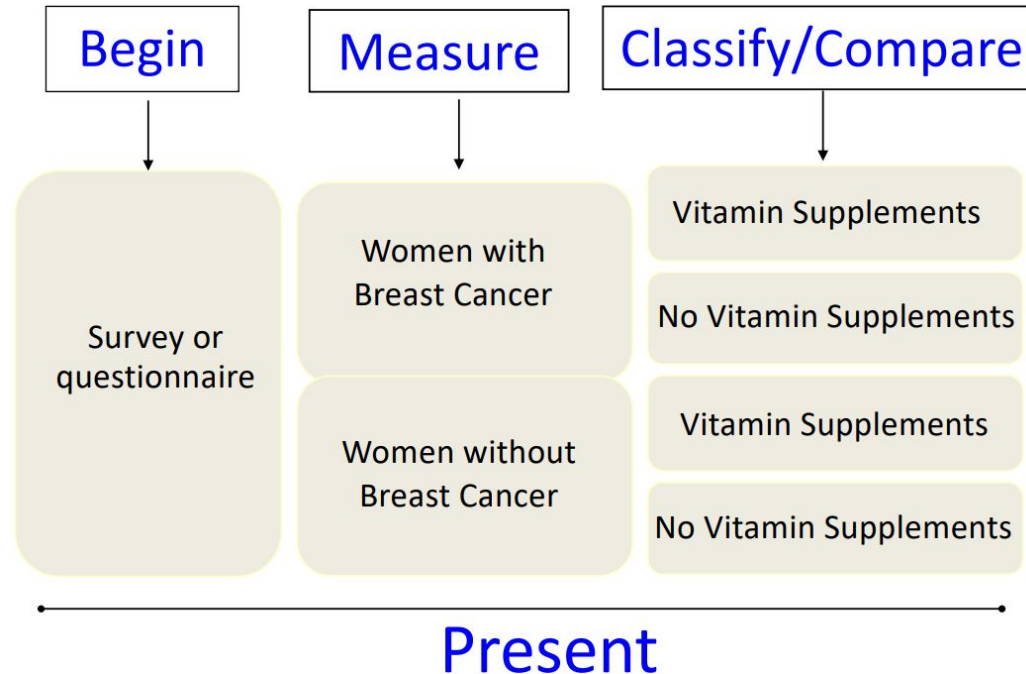 Begin
Measure
Classify/Compare
Survey or
questionnaire
Women with
Breast Cancer
Women without
Breast Cancer
Vitamin Supplements
No Vitamin Supplements
Vitamin Supplements
No Vitamin Supplements
Present